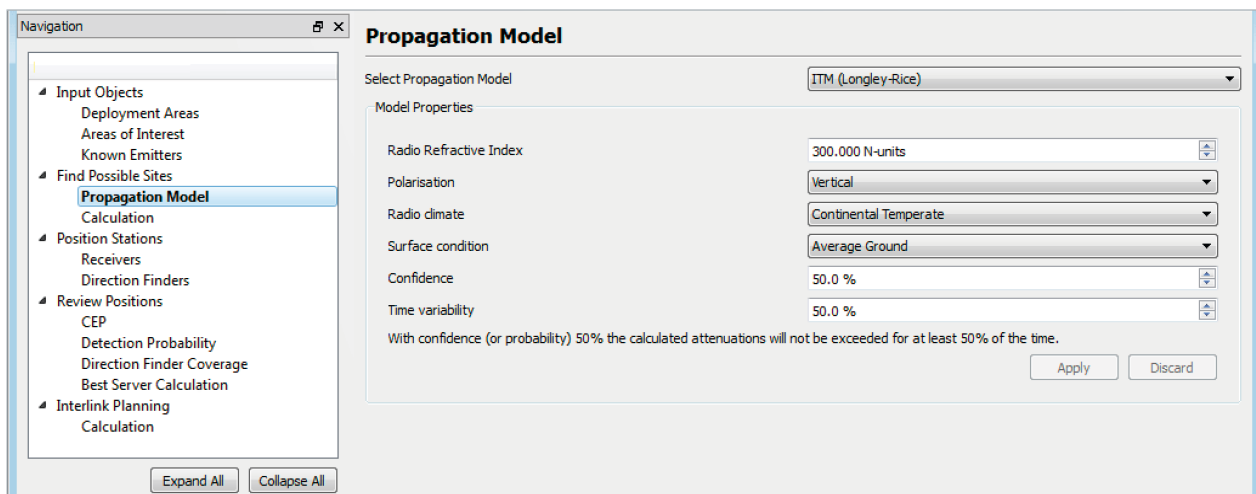 Navigation
Input Objects
Deployment Areas
Areas of Interest
Known Emitters
Find Possible Sites
Propagation Model
Calculation
Position Stations
Receivers
Direction Finders
Review Positions
CEP
Detection Probability
Direction Finder Coverage
Best Server Calculation
Interlink Planning
Calculation
Expand All
Collapse All
Propagation Model
Select Propagation Model ITM (Longley-Rice)
Model Properties
Radio Refractive Index 300.000 N-units
Polarisation Vertical
Radio climate Continental Temperate
Surface condition Average Ground
Confidence 50.0 %
Time variability 50.0 %
With confidence (or probability) 50% the calculated attenuations will not be exceeded for at least 50% of the time.
Apply
Discard